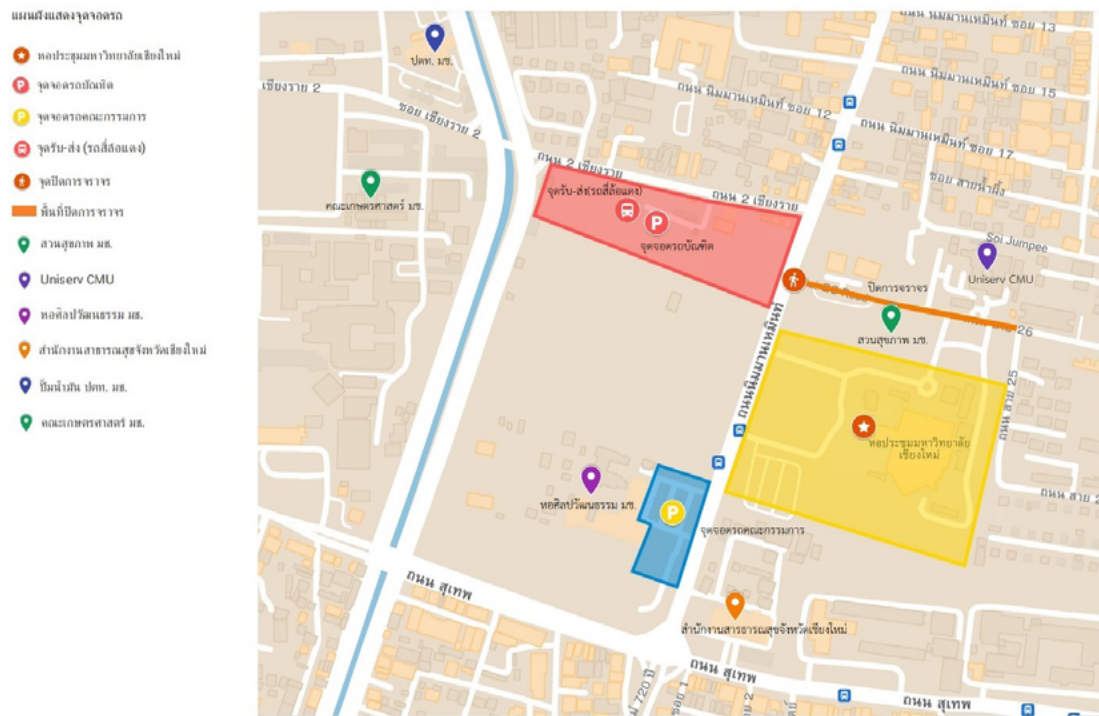 แผนผังแสดงจุดจอดรถ
หอประชุมมหาวิทยาลัยเชียงใหม่
จุดจอดรถบัณฑิต
จุดจอดรถคณะกรรมการ
จุดรับ-ส่ง (รถสี่ล้อแดง)
จุดปิดการจราจร
พื้นที่ปิดการจราจร
สวนสุขภาพ มช.
Uniserv CMU
หอศิลปวัฒนธรรม มช.
สำนักงานสาธารณสุขจังหวัดเชียงใหม่
ปั๊มน้ำมัน ปตท. มช.
คณะเกษตรศาสตร์ มช.
ถนน นิมมานเหมินท์ ซอย 13
ปตท. มช.
ถนน นิมมานเหมินท์ ซอย 15
เชียงราย 2
ซอย เชียงราย 2
ถนน นิมมานเหมินท์ ซอย 12
ถนน นิมมานเหมินท์ ซอย 17
ซอย สายน้ำผึ้ง
ถนน 2 เชียงราย
ถนน 2 เชียงราย
จุดรับ-ส่ง(รถสี่ล้อแดง)
จุดจอดรถบัณฑิต
คณะเกษตรศาสตร์ มช.
Soi Jumpee
Uniserv CMU
ปิดการจราจร
Road
26
สวนสุขภาพ มช.
ถนนนิมมานเหมินท์
ถนน สาย 25
หอประชุมมหาวิทยาลัย
เชียงใหม่
ถนน สาย 2
หอศิลปวัฒนธรรม มช.
จุดจอดรถคณะกรรมการ
ถนน สุเทพ
สำนักงานสารธารณสุขจังหวัดเชียงใหม่
720 ปี
ซอย 1
ถนน สุเทพ
ถนน สุเทพ